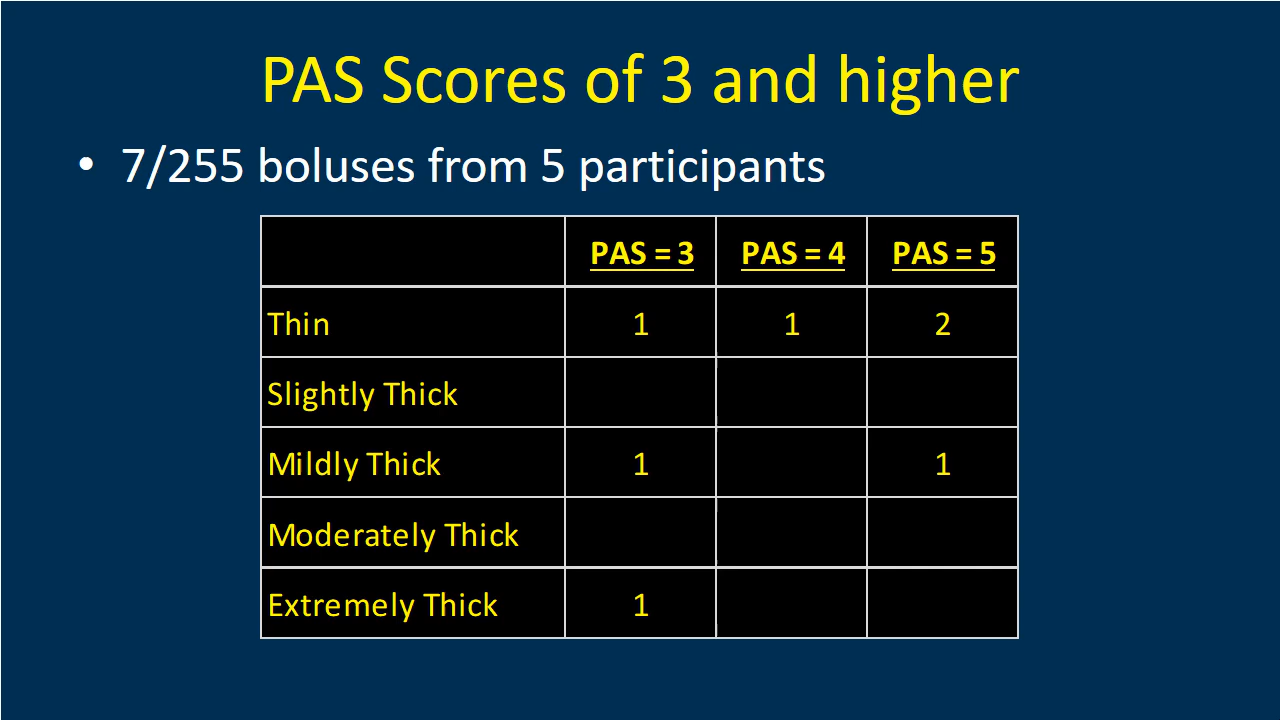 PAS Scores of 3 and higher
• 7/255 boluses from 5 participants
PAS = 3 PAS = 4 PAS = 5
Thin 1 1 2
Slightly Thick
Mildly Thick 1 1
Moderately Thick
Extremely Thick 1